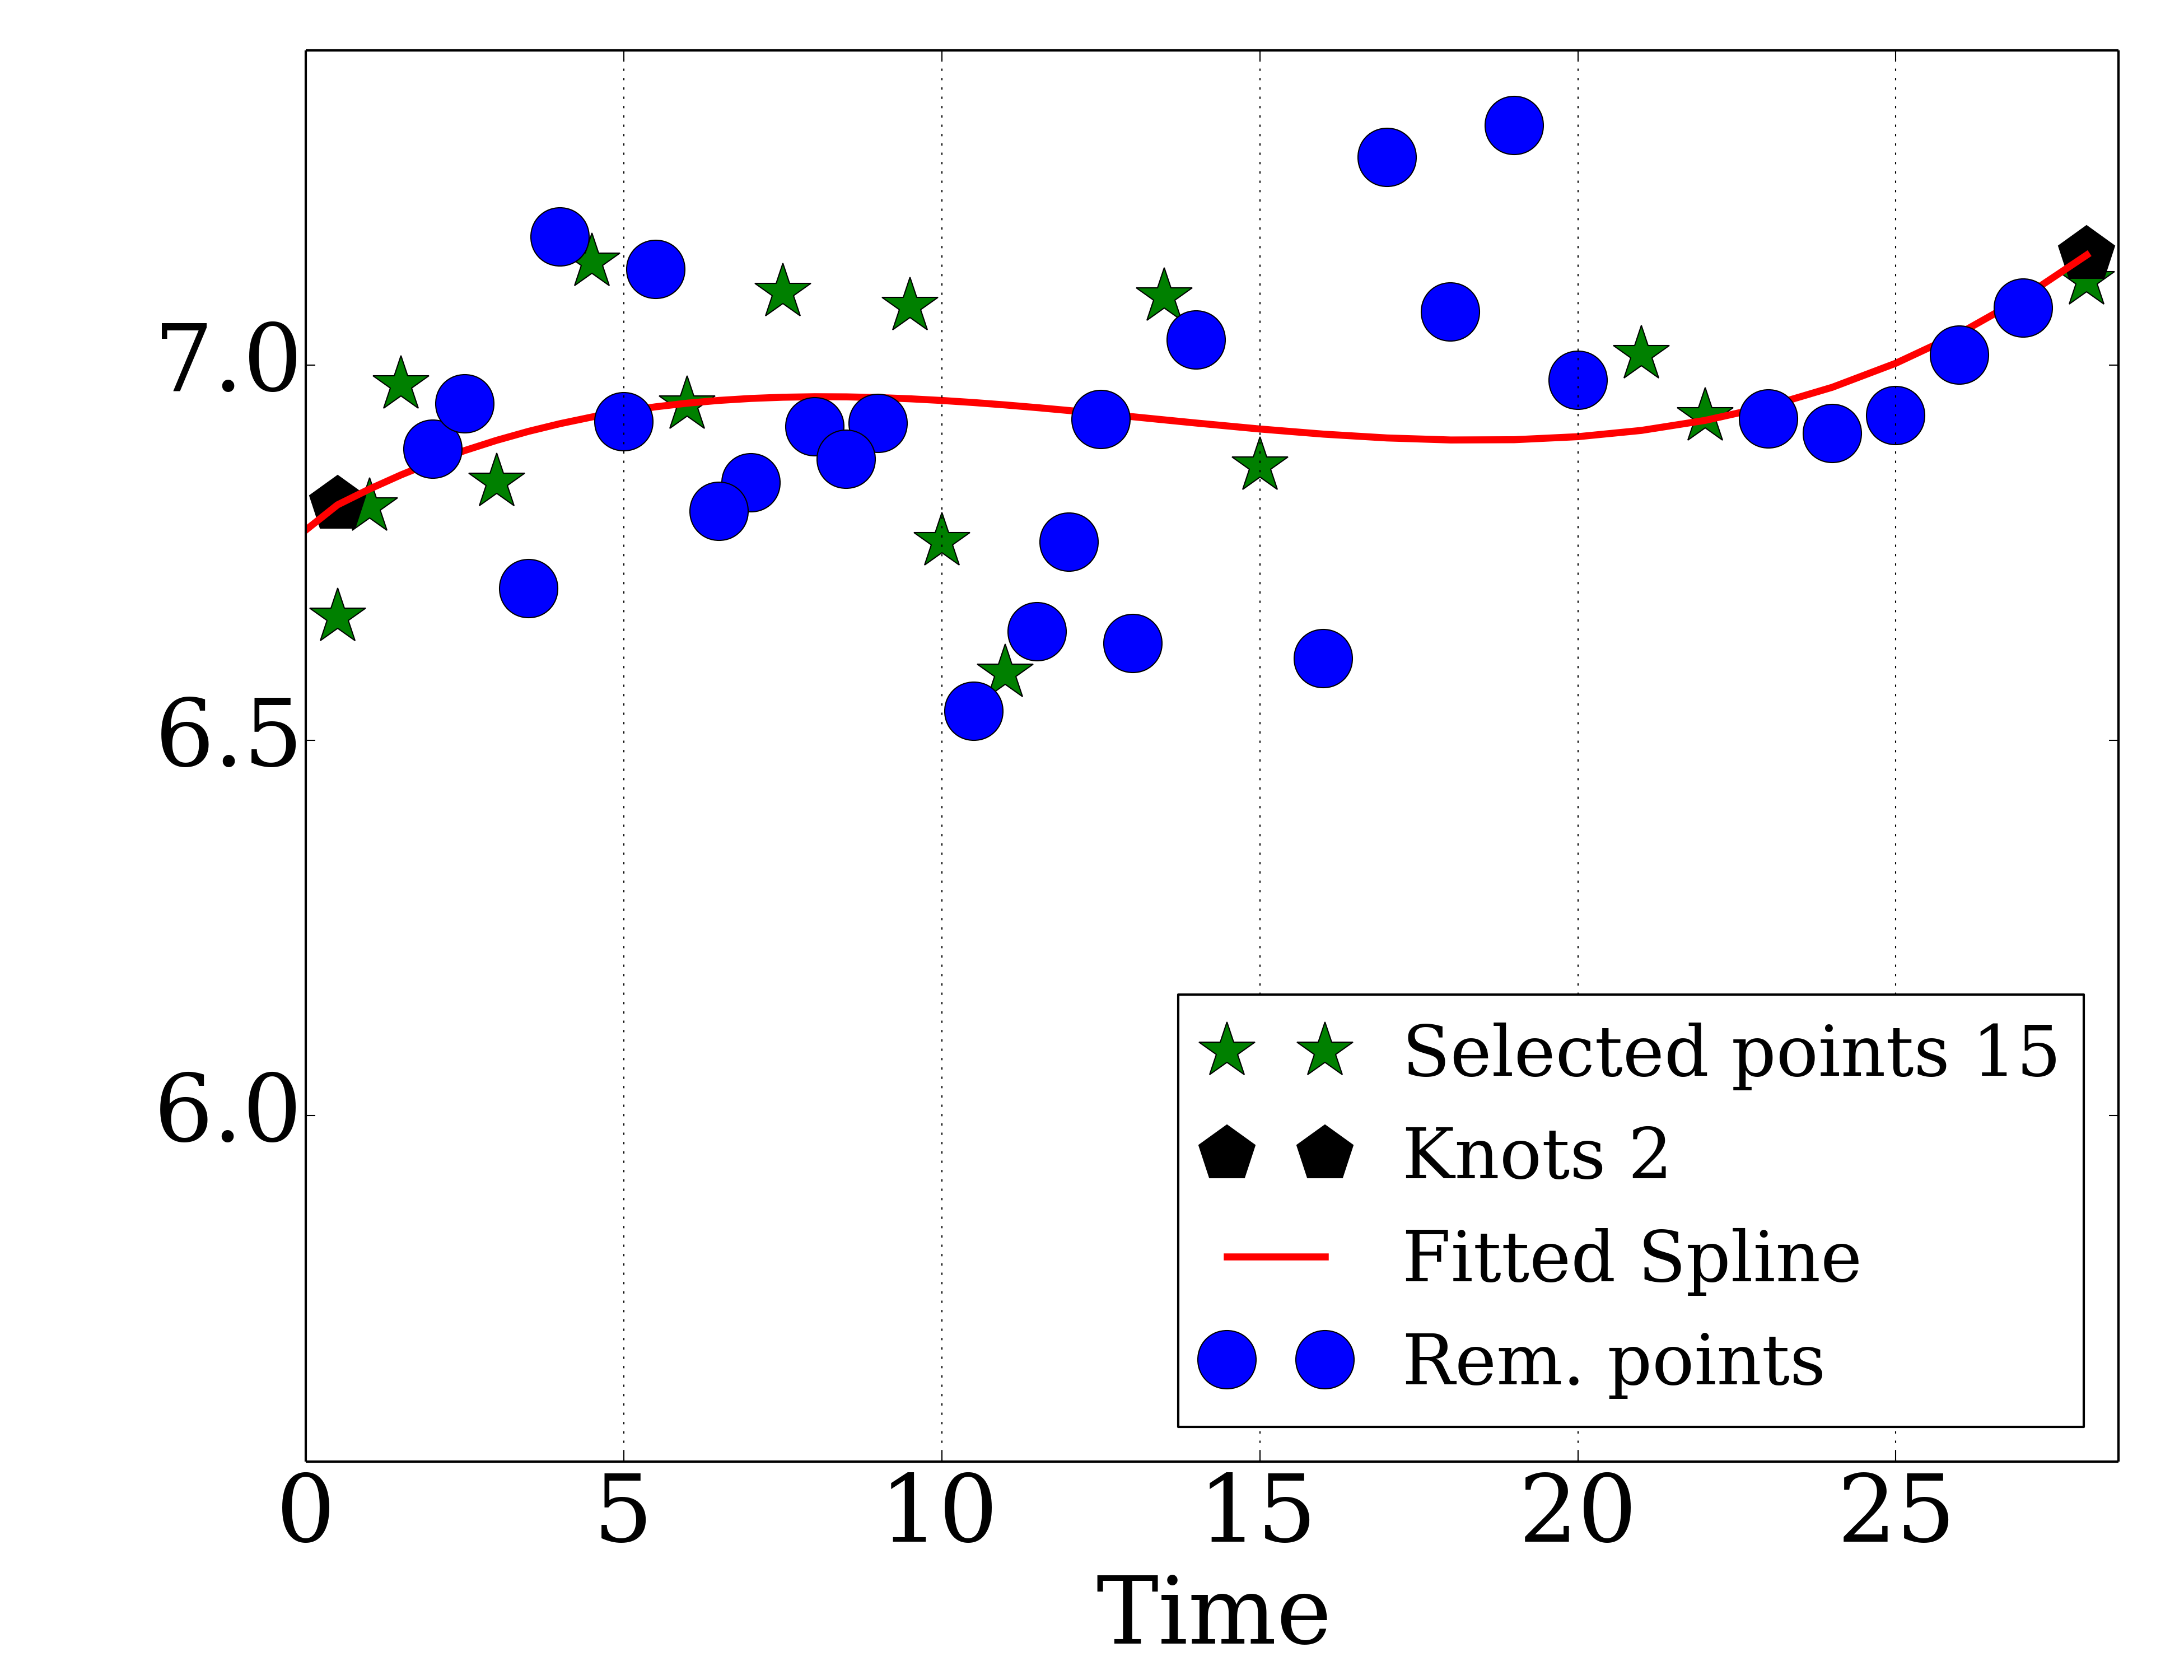 7.0
6.5
6.0
Selected points 15
Knots 2
Fitted Spline
Rem. points
0 5 10 15 20 25
Time